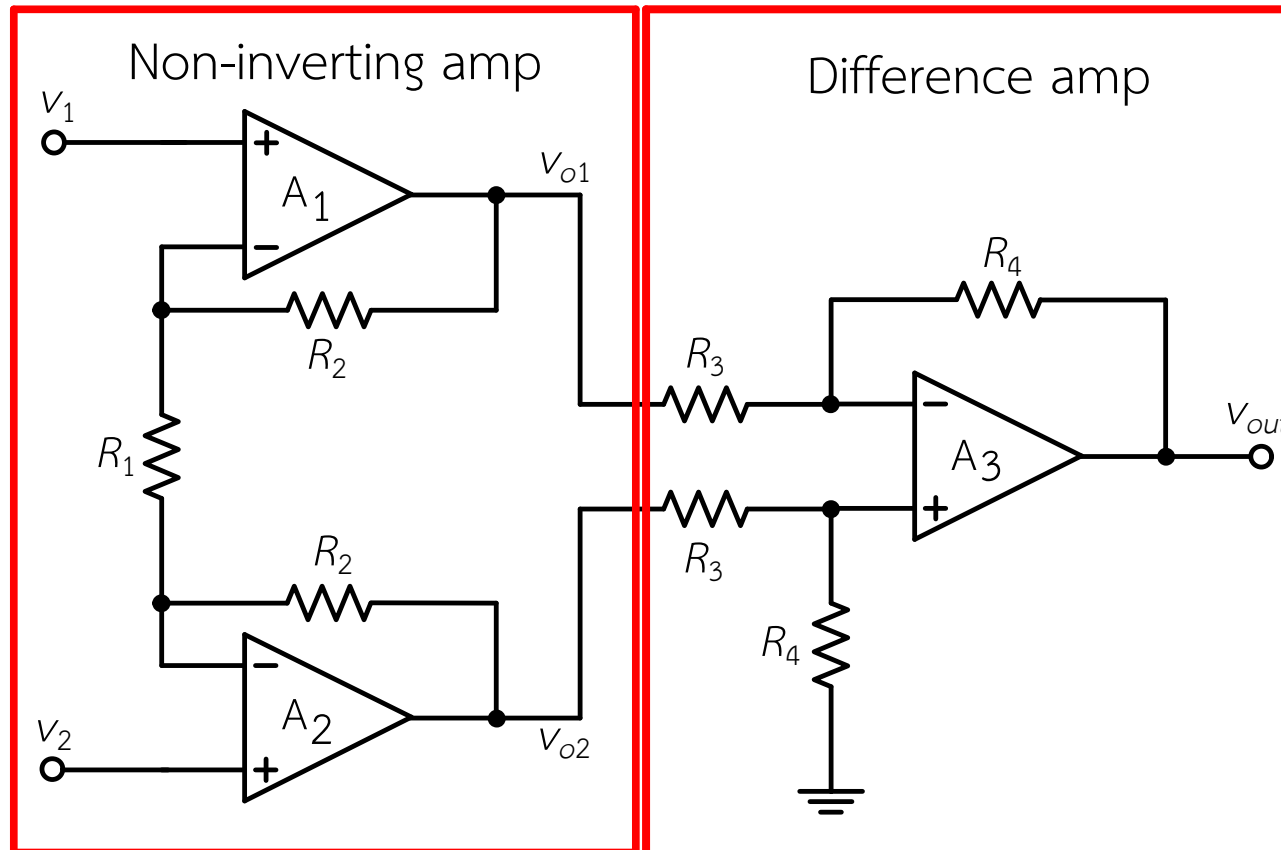 Non-inverting amp
Difference amp
v1
+
A1
−
vo1
R2
R1
R2
−
A2
+
v2
vo2
R4
R3
−
A3
+
vout
R3
R4